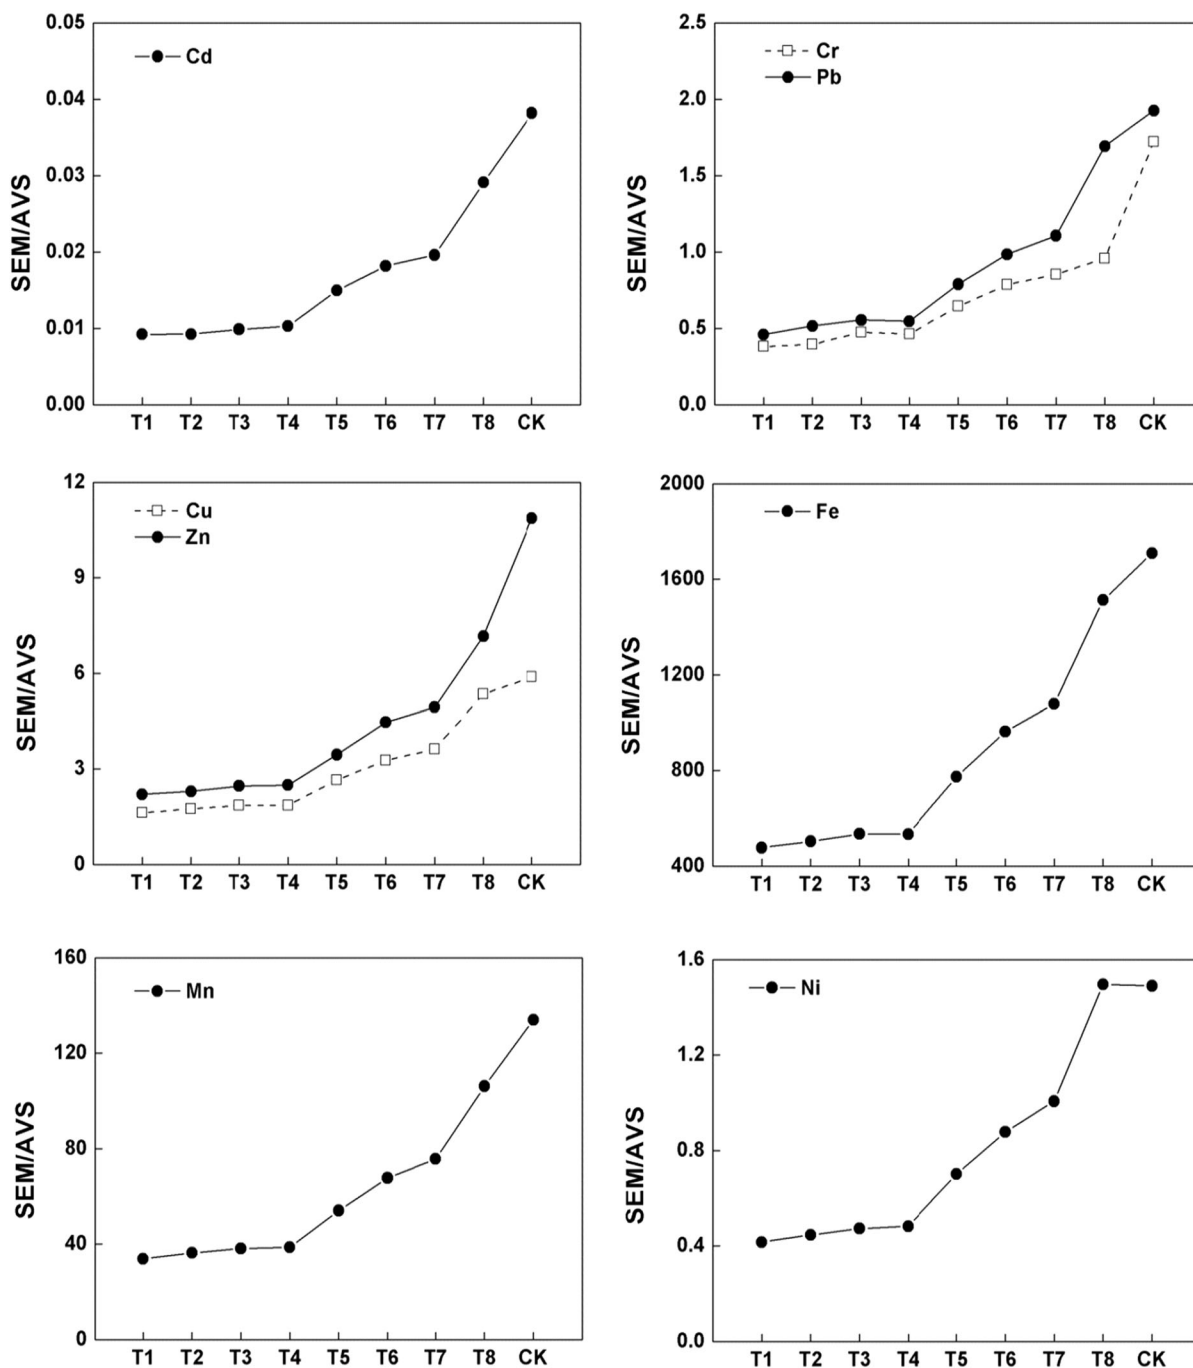 0.05
0.04
0.03
0.02
0.01
0.00
SEM/AVS
Cd
T1 T2 T3 T4 T5 T6 T7 T8 CK
2.5
2.0
1.5
1.0
0.5
0.0
SEM/AVS
Cr
Pb
T1 T2 T3 T4 T5 T6 T7 T8 CK
12
9
6
3
0
SEM/AVS
Cu
Zn
T1 T2 T3 T4 T5 T6 T7 T8 CK
2000
1600
1200
800
400
SEM/AVS
Fe
T1 T2 T3 T4 T5 T6 T7 T8 CK
160
120
80
40
0
SEM/AVS
Mn
T1 T2 T3 T4 T5 T6 T7 T8 CK
1.6
1.2
0.8
0.4
0.0
SEM/AVS
Ni
T1 T2 T3 T4 T5 T6 T7 T8 CK